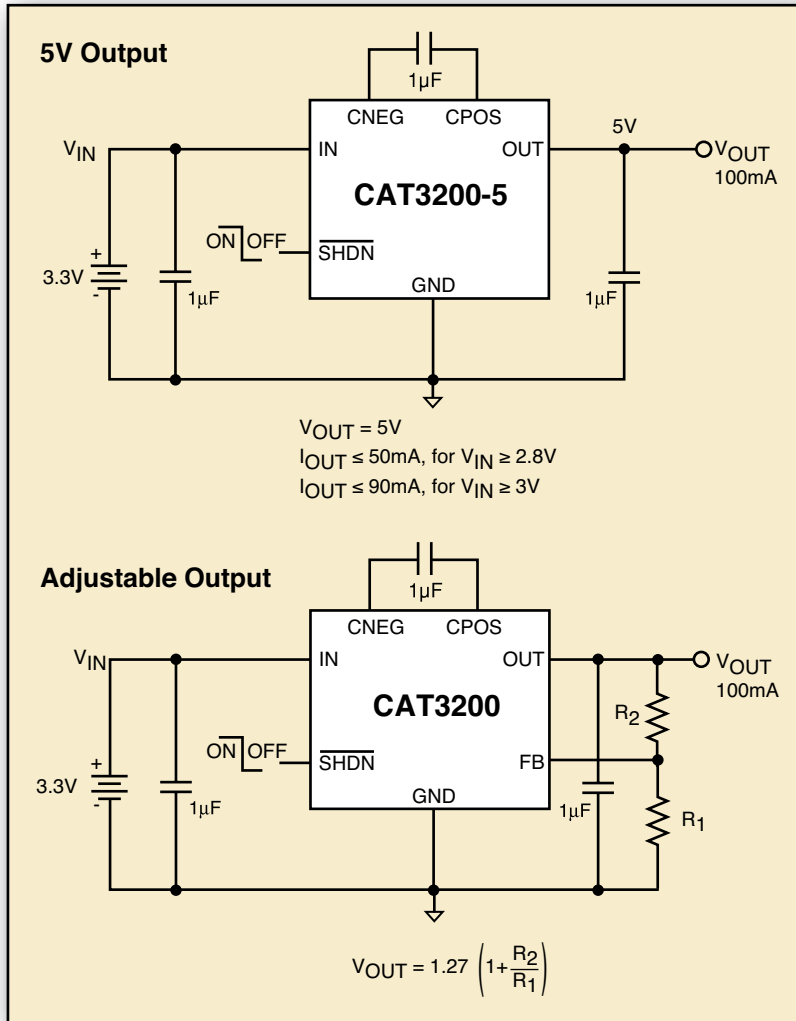 5V Output
1µF
CNEG CPOS
5V
VIN IN OUT VOUT
100mA
CAT3200-5
ON OFF SHDN
+
3.3V
-
1µF
GND
1µF
VOUT = 5V
IOUT ≤ 50mA, for VIN ≥ 2.8V
IOUT ≤ 90mA, for VIN ≥ 3V
Adjustable Output
1µF
CNEG CPOS
VIN IN OUT VOUT
100mA
CAT3200
R2
ON OFF SHDN FB
+
3.3V
-
1µF
GND
1µF
R1
VOUT = 1.27 (1+R2/R1)